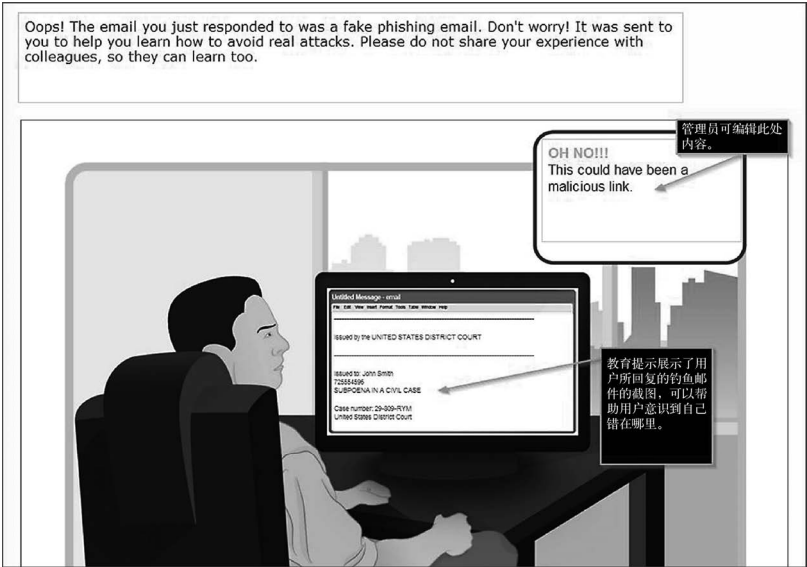 Oops! The email you just responded to was a fake phishing email. Don't worry! It was sent to
you to help you learn how to avoid real attacks. Please do not share your experience with
colleagues, so they can learn too.
管理员可编辑此处
内容。
OH NO!!!
This could have been a
malicious link.
Untitled Message - email
File Edit View Insert Format Tools Table Window Help
Issued by the UNITED STATES DISTRICT COURT
Issued to: John Smith
725554596
SUBPOENA IN A CIVIL CASE
Case number: 29-809-RYM
United States District Court
教育提示展示了用
户所回复的钓鱼邮
件的截图，可以帮
助用户意识到自己
错在哪里。